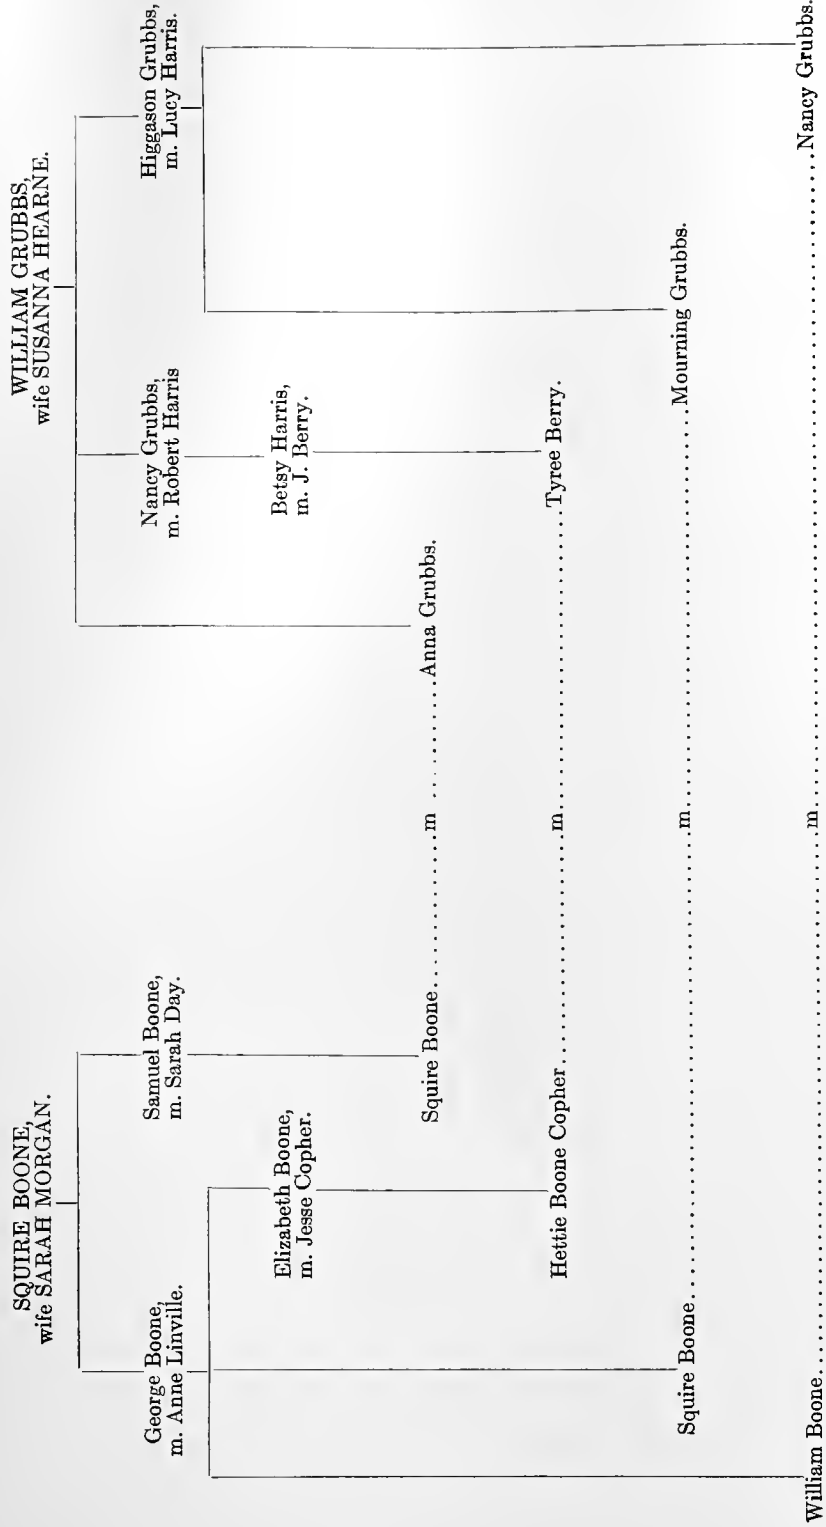 SQUIRE BOONE,
wife SARAH MORGAN.
WILLIAM GRUBBS,
wife SUSANNA HEARNE.
George Boone,
m. Anne Linville.
Samuel Boone,
m. Sarah Day.
Nancy Grubbs,
m. Robert Harris
Higgason Grubbs,
m. Lucy Harris.
Elizabeth Boone,
m. Jesse Copher.
Betsy Harris,
m. J. Berry.
Squire Boone..........m ..........Anna Grubbs.
Hettie Boone Copher....................m....................Tyree Berry.
Squire Boone..............................m..............................Mourning Grubbs.
William Boone........................................m........................................Nancy Grubbs.